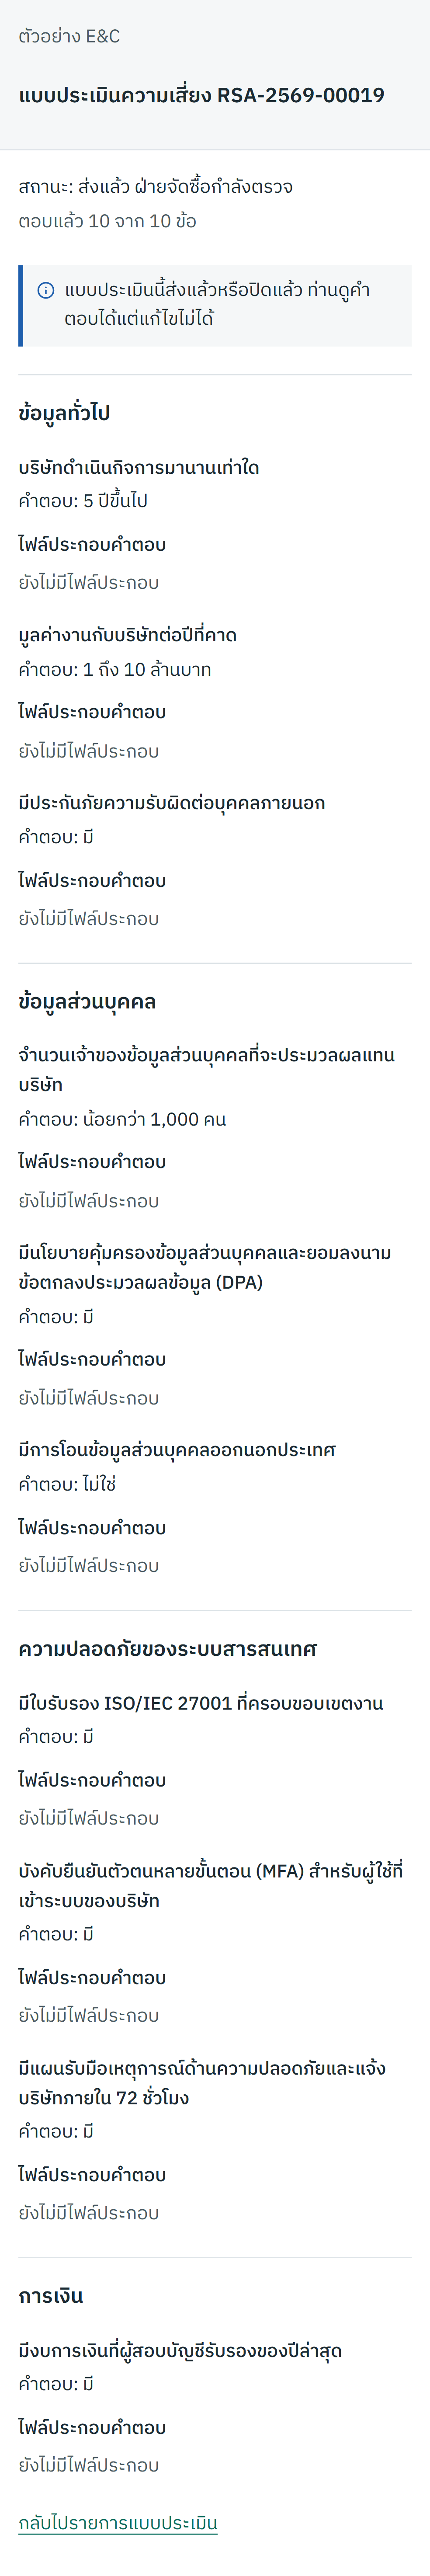 ตัวอย่าง E&C
แบบประเมินความเสี่ยง RSA-2569-00019
สถานะ: ส่งแล้ว ฝ่ายจัดซื้อกำลังตรวจ
ตอบแล้ว 10 จาก 10 ข้อ
แบบประเมินนี้ส่งแล้วหรือปิดแล้ว ท่านดูคำ
ตอบได้แต่แก้ไขไม่ได้
ข้อมูลทั่วไป
บริษัทดำเนินกิจการมานานเท่าใด
คำตอบ: 5 ปีขึ้นไป
ไฟล์ประกอบคำตอบ
ยังไม่มีไฟล์ประกอบ
มูลค่างานกับบริษัทต่อปีที่คาด
คำตอบ: 1 ถึง 10 ล้านบาท
ไฟล์ประกอบคำตอบ
ยังไม่มีไฟล์ประกอบ
มีประกันภัยความรับผิดต่อบุคคลภายนอก
คำตอบ: มี
ไฟล์ประกอบคำตอบ
ยังไม่มีไฟล์ประกอบ
ข้อมูลส่วนบุคคล
จำนวนเจ้าของข้อมูลส่วนบุคคลที่จะประมวลผลแทน
บริษัท
คำตอบ: น้อยกว่า 1,000 คน
ไฟล์ประกอบคำตอบ
ยังไม่มีไฟล์ประกอบ
มีนโยบายคุ้มครองข้อมูลส่วนบุคคลและยอมลงนาม
ข้อตกลงประมวลผลข้อมูล (DPA)
คำตอบ: มี
ไฟล์ประกอบคำตอบ
ยังไม่มีไฟล์ประกอบ
มีการโอนข้อมูลส่วนบุคคลออกนอกประเทศ
คำตอบ: ไม่ใช่
ไฟล์ประกอบคำตอบ
ยังไม่มีไฟล์ประกอบ
ความปลอดภัยของระบบสารสนเทศ
มีใบรับรอง ISO/IEC 27001 ที่ครอบขอบเขตงาน
คำตอบ: มี
ไฟล์ประกอบคำตอบ
ยังไม่มีไฟล์ประกอบ
บังคับยืนยันตัวตนหลายขั้นตอน (MFA) สำหรับผู้ใช้ที่
เข้าระบบของบริษัท
คำตอบ: มี
ไฟล์ประกอบคำตอบ
ยังไม่มีไฟล์ประกอบ
มีแผนรับมือเหตุการณ์ด้านความปลอดภัยและแจ้ง
บริษัทภายใน 72 ชั่วโมง
คำตอบ: มี
ไฟล์ประกอบคำตอบ
ยังไม่มีไฟล์ประกอบ
การเงิน
มีงบการเงินที่ผู้สอบบัญชีรับรองของปีล่าสุด
คำตอบ: มี
ไฟล์ประกอบคำตอบ
ยังไม่มีไฟล์ประกอบ
กลับไปรายการแบบประเมิน